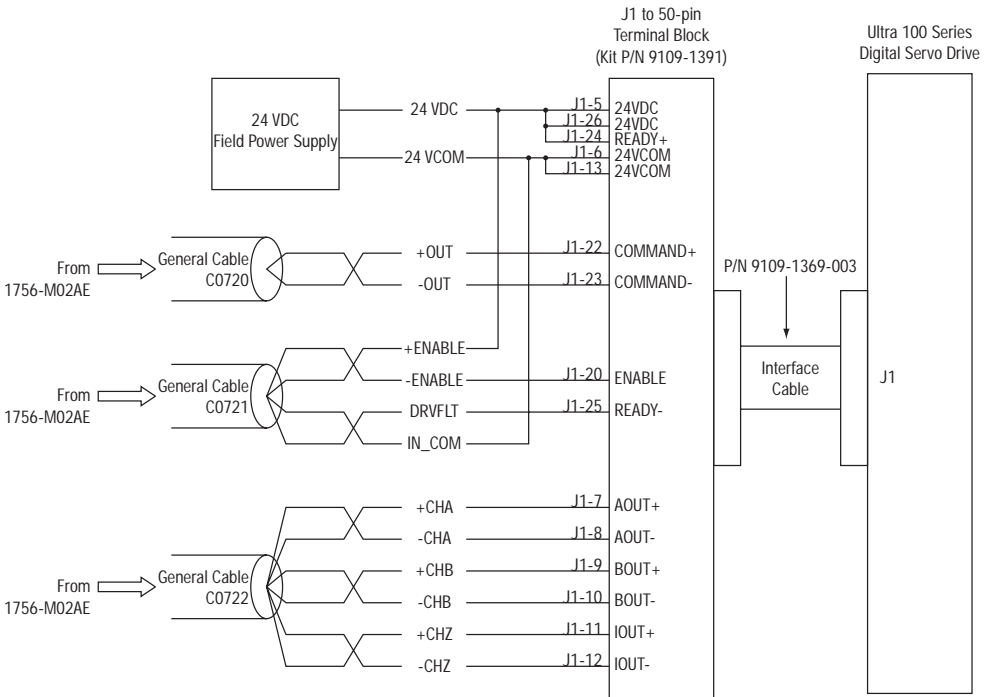 J1 to 50-pin
Terminal Block
(Kit P/N 9109-1391)
Ultra 100 Series
Digital Servo Drive
24 VDC
Field Power Supply
24 VDC
J1-5 24VDC
J1-26 24VDC
J1-24 READY+
24 VCOM
J1-6 24VCOM
J1-13 24VCOM
From
1756-M02AE
General Cable
C0720
+OUT
J1-22 COMMAND+
-OUT
J1-23 COMMAND-
P/N 9109-1369-003
From
1756-M02AE
General Cable
C0721
+ENABLE
-ENABLE
J1-20 ENABLE
DRVFLT
J1-25 READY-
IN_COM
Interface
Cable
J1
From
1756-M02AE
General Cable
C0722
+CHA
J1-7 AOUT+
-CHA
J1-8 AOUT-
+CHB
J1-9 BOUT+
-CHB
J1-10 BOUT-
+CHZ
J1-11 IOUT+
-CHZ
J1-12 IOUT-